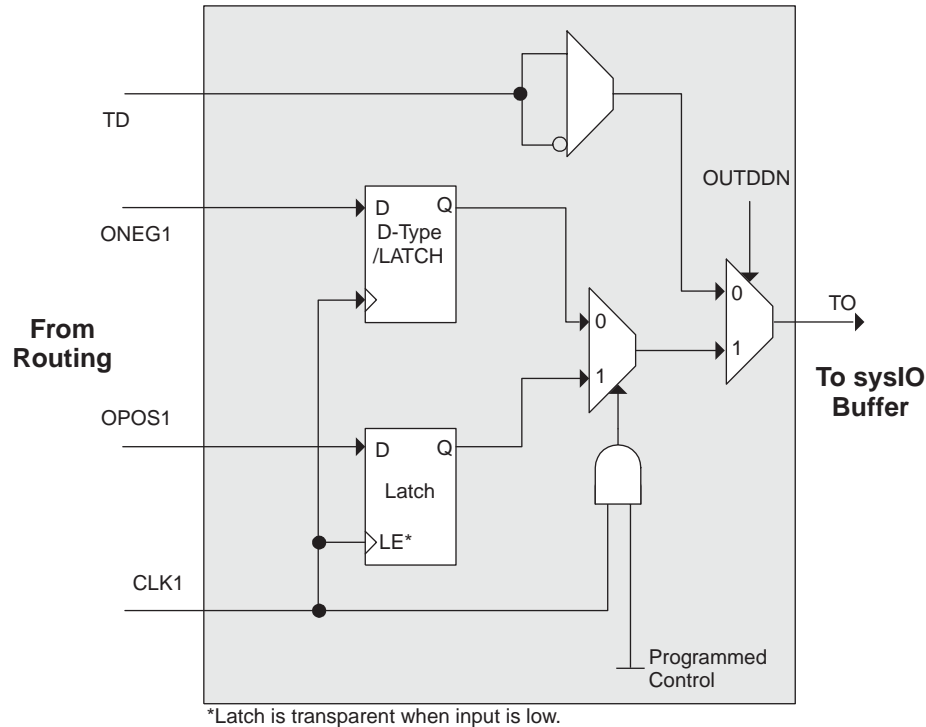 TD
OUTDDN
ONEG1
D
Q
D-Type
/LATCH
0
TO
0
From
Routing
1
1
To sysIO
Buffer
OPOS1
D
Q
Latch
LE*
CLK1
Programmed
Control
*Latch is transparent when input is low.